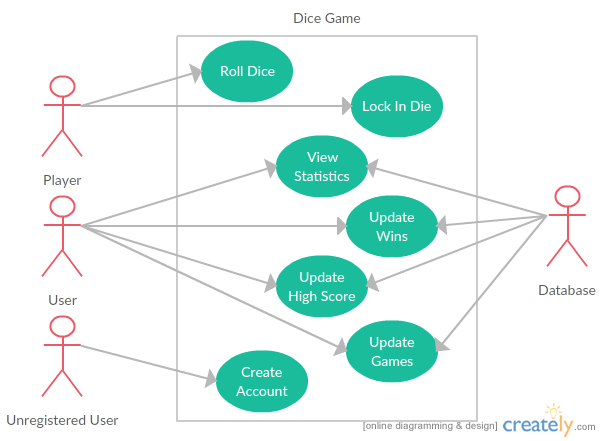 Dice Game
Roll Dice
Lock In Die
Player
View
Statistics
Update
Wins
User
Update
High Score
Database
Update
Games
Create
Account
Unregistered User
[online diagramming & design]
creately.com